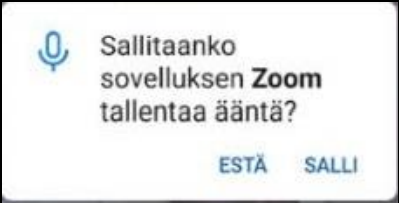 Sallitaanko
sovelluksen Zoom
tallentaa ääntä?
ESTÄ SALLI